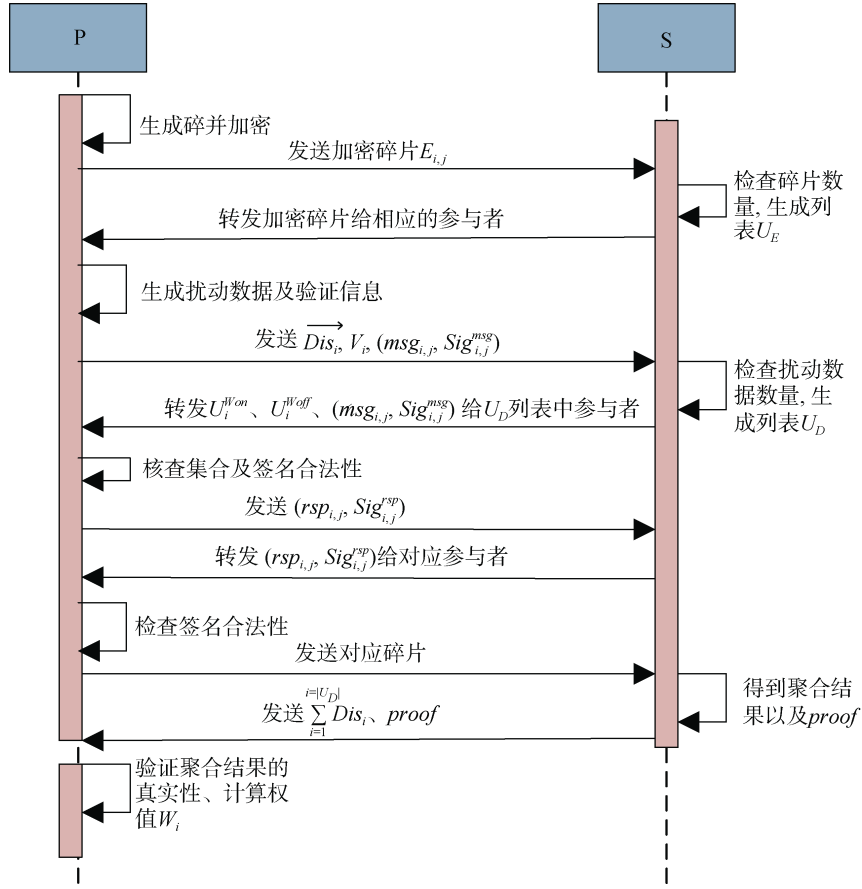 P
S
生成碎并加密
发送加密碎片E_{i,j}
检查碎片数
量, 生成列
表U_E
转发加密碎片给相应的参与者
生成扰动数据及验证信息
发送 \overrightarrow{Dis_i}, V_i, (msg_{i,j}, Sig_{i,j}^{msg})
检查扰动数
据数量, 生
成列表U_D
转发U_i^{Won}、U_i^{Woff}、(msg_{i,j}, Sig_{i,j}^{msg}) 给U_D列表中参与者
核查集合及签名合法性
发送 (rsp_{i,j}, Sig_{i,j}^{rsp})
转发 (rsp_{i,j}, Sig_{i,j}^{rsp})给对应参与者
检查签名合法性
发送对应碎片
得到聚合结
果以及proof
发送 \sum_{i=1}^{i=|U_D|} Dis_i、proof
验证聚合结果的
真实性、计算权
值W_i